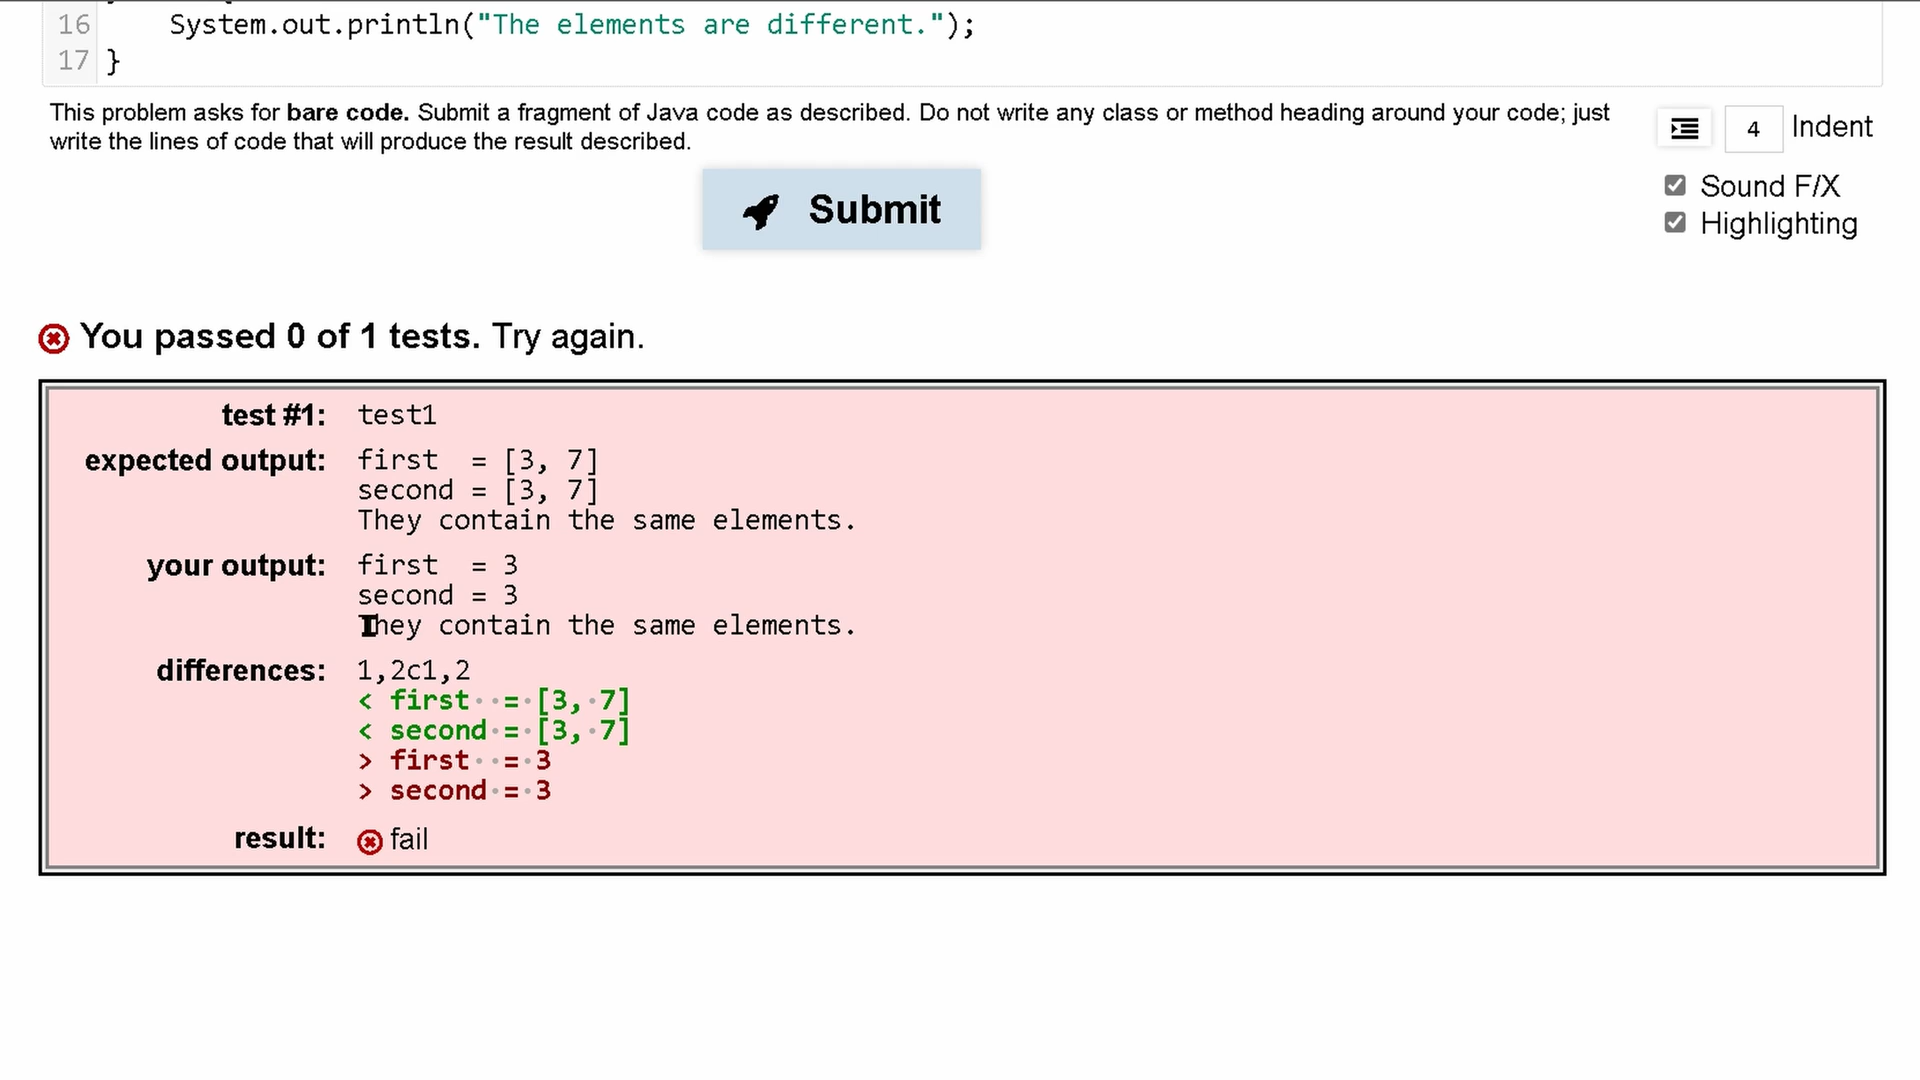 16 System.out.println("The elements are different.");
17 }
This problem asks for bare code. Submit a fragment of Java code as described. Do not write any class or method heading around your code; just
write the lines of code that will produce the result described.
4 Indent
Sound F/X
Highlighting
Submit
You passed 0 of 1 tests. Try again.
test #1: test1
expected output: first  = [3, 7]
second = [3, 7]
They contain the same elements.
your output: first  = 3
second = 3
They contain the same elements.
differences: 1,2c1,2
< first··=·[3,·7]
< second·=·[3,·7]
> first··=·3
> second·=·3
result: fail